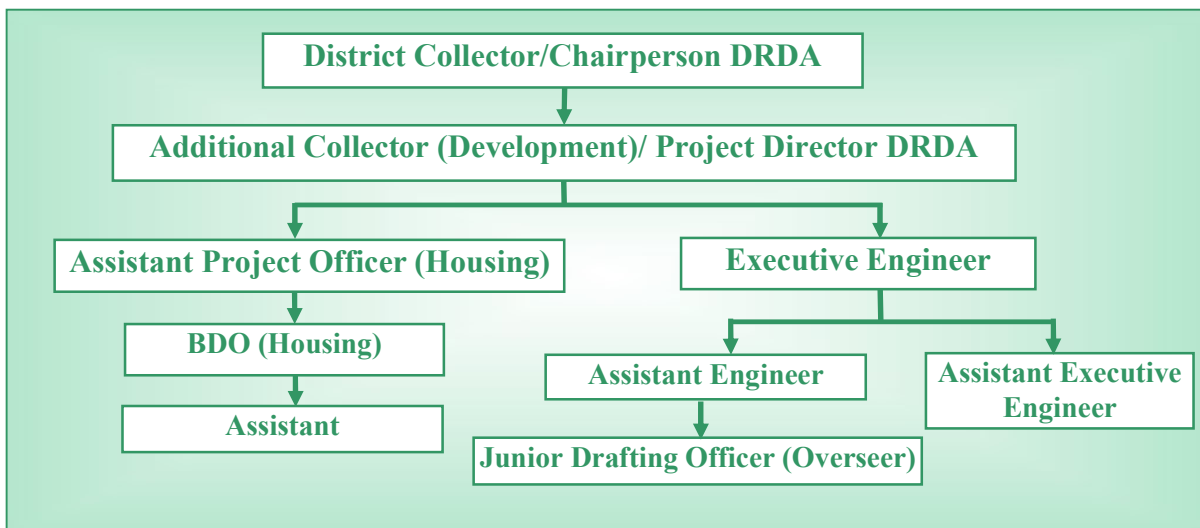 District Collector/Chairperson DRDA
Additional Collector (Development)/ Project Director DRDA
Assistant Project Officer (Housing)
Executive Engineer
BDO (Housing)
Assistant Engineer
Assistant Executive
Engineer
Assistant
Junior Drafting Officer (Overseer)